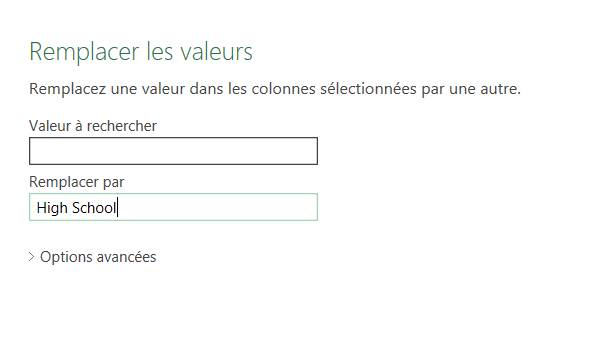 Remplacer les valeurs
Remplacez une valeur dans les colonnes sélectionnées par une autre.
Valeur à rechercher
Remplacer par
High School
Options avancées